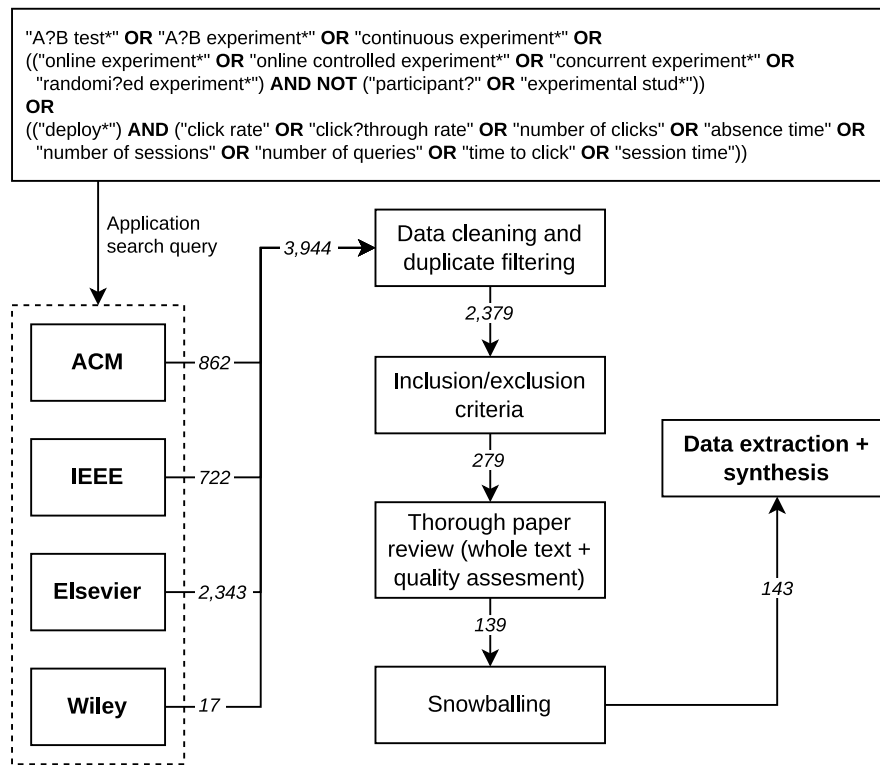 "A?B test*" OR "A?B experiment*" OR "continuous experiment*" OR
(("online experiment*" OR "online controlled experiment*" OR "concurrent experiment*" OR
"randomi?ed experiment*") AND NOT ("participant?" OR "experimental stud*"))
OR
(("deploy*") AND ("click rate" OR "click?through rate" OR "number of clicks" OR "absence time" OR
"number of sessions" OR "number of queries" OR "time to click" OR "session time"))
Application
search query
ACM
862
IEEE
722
Elsevier
2,343
Wiley
17
3,944
Data cleaning and
duplicate filtering
2,379
Inclusion/exclusion
criteria
279
Thorough paper
review (whole text +
quality assesment)
139
Snowballing
143
Data extraction +
synthesis